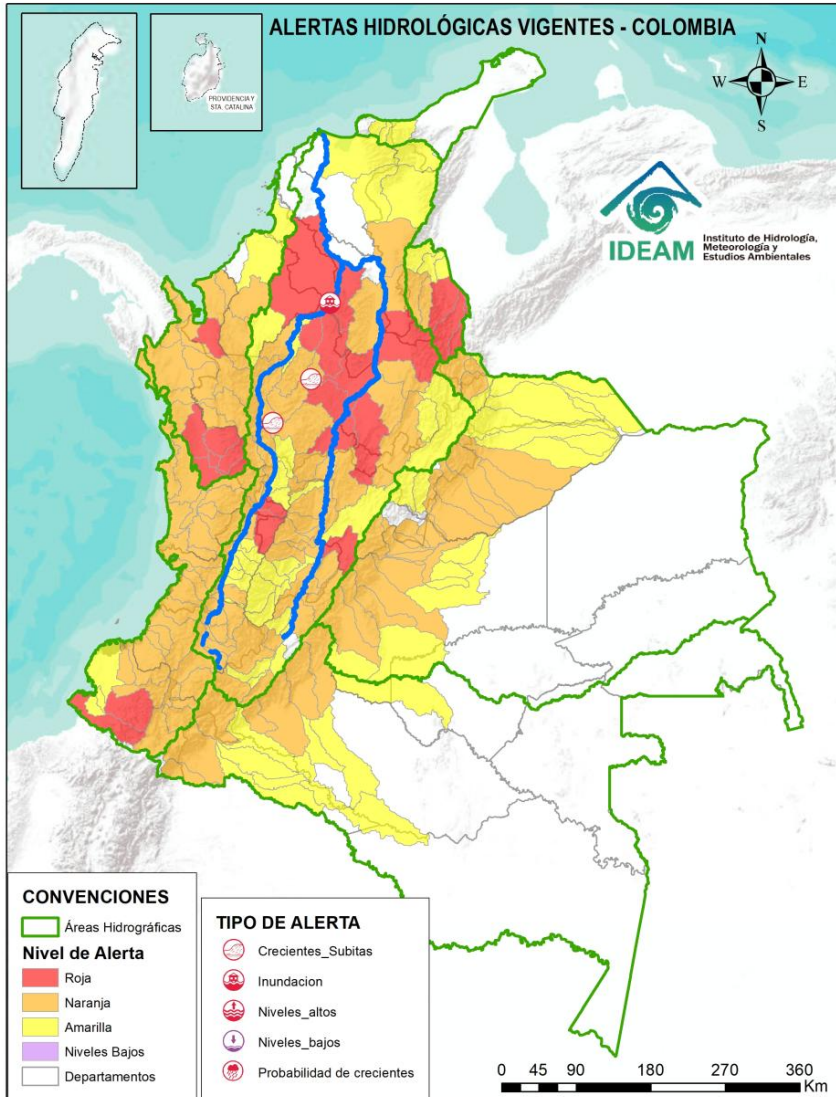 ALERTAS HIDROLÓGICAS VIGENTES - COLOMBIA
PROVIDENCIA Y
STA. CATALINA
N
W
E
S
IDEAM
Instituto de Hidrología,
Meteorología y
Estudios Ambientales
CONVENCIONES
Áreas Hidrográficas
Nivel de Alerta
Roja
Naranja
Amarilla
Niveles Bajos
Departamentos
TIPO DE ALERTA
Crecientes_Subitas
Inundacion
Niveles_altos
Niveles_bajos
Probabilidad de crecientes
0 45 90 180 270 360
Km